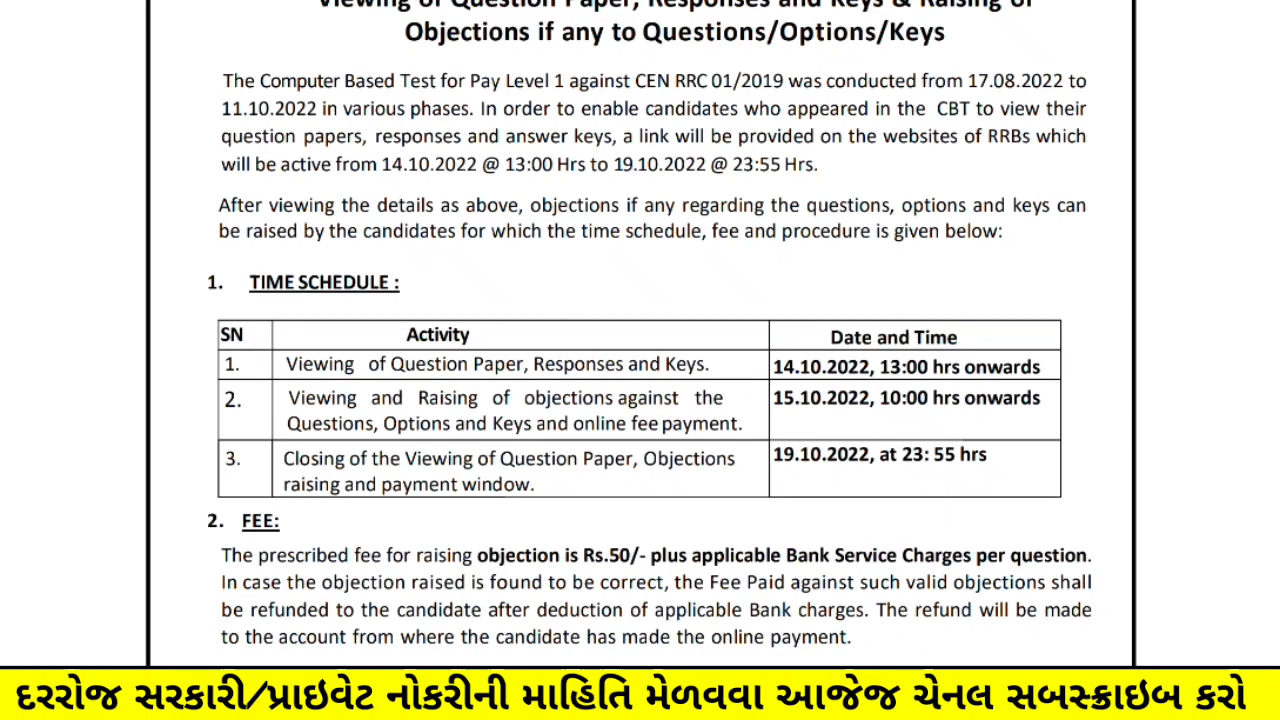 Viewing of Question Paper, Responses and Keys & Raising of
Objections if any to Questions/Options/Keys
The Computer Based Test for Pay Level 1 against CEN RRC 01/2019 was conducted from 17.08.2022 to
11.10.2022 in various phases. In order to enable candidates who appeared in the CBT to view their
question papers, responses and answer keys, a link will be provided on the websites of RRBs which
will be active from 14.10.2022 @ 13:00 Hrs to 19.10.2022 @ 23:55 Hrs.
After viewing the details as above, objections if any regarding the questions, options and keys can
be raised by the candidates for which the time schedule, fee and procedure is given below:
1. TIME SCHEDULE :
SN Activity Date and Time
1. Viewing of Question Paper, Responses and Keys. 14.10.2022, 13:00 hrs onwards
2. Viewing and Raising of objections against the 15.10.2022, 10:00 hrs onwards
Questions, Options and Keys and online fee payment.
3. Closing of the Viewing of Question Paper, Objections 19.10.2022, at 23: 55 hrs
raising and payment window.
2. FEE:
The prescribed fee for raising objection is Rs.50/- plus applicable Bank Service Charges per question.
In case the objection raised is found to be correct, the Fee Paid against such valid objections shall
be refunded to the candidate after deduction of applicable Bank charges. The refund will be made
to the account from where the candidate has made the online payment.
દરરોજ સરકારી/પ્રાઇવેટ નોકરીની માહિતિ મેળવવા આજેજ ચેનલ સબસ્ક્રાઇબ કરો